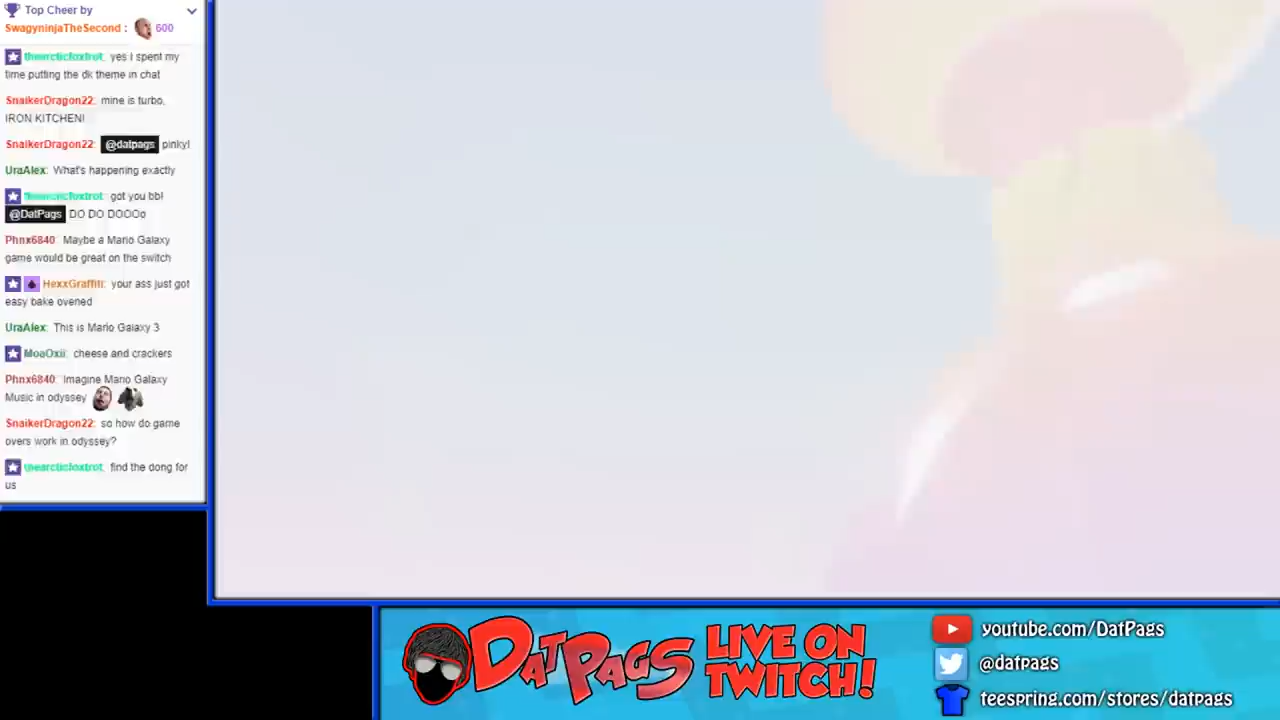 Top Cheer by
SwagyninjaTheSecond : 600
thearcticfoxtrot: yes I spent my
time putting the dk theme in chat
SnaikerDragon22: mine is turbo,
IRON KITCHEN!
SnaikerDragon22: @datpags pinky!
UraAlex: What's happening exactly
thearcticfoxtrot: got you bb!
@DatPags DO DO DOOOo
Phnx6840: Maybe a Mario Galaxy
game would be great on the switch
HexxGraffiti: your ass just got
easy bake ovened
UraAlex: This is Mario Galaxy 3
MoaOxii: cheese and crackers
Phnx6840: Imagine Mario Galaxy
Music in odyssey
SnaikerDragon22: so how do game
overs work in odyssey?
thearcticfoxtrot: find the dong for
us
DATPAGS LIVE ON
TWITCH!
youtube.com/DatPags
@datpags
teespring.com/stores/datpags